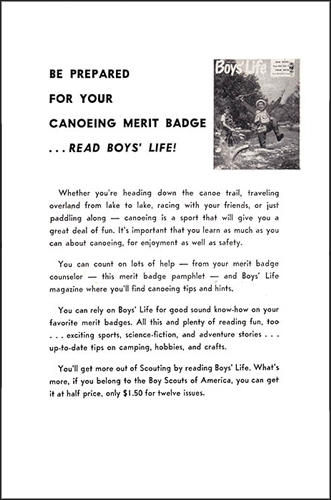 BE PREPARED
FOR YOUR
CANOEING MERIT BADGE
. . . READ BOYS' LIFE!
Boys' Life
Whether you're heading down the canoe trail, traveling
overland from lake to lake, racing with your friends, or just
paddling along — canoeing is a sport that will give you a
great deal of fun. It's important that you learn as much as you
can about canoeing, for enjoyment as well as safety.
You can count on lots of help — from your merit badge
counselor — this merit badge pamphlet — and Boys' Life
magazine where you'll find canoeing tips and hints.
You can rely on Boys' Life for good sound know-how on your
favorite merit badges. All this and plenty of reading fun, too
. . . exciting sports, science-fiction, and adventure stories . . .
up-to-date tips on camping, hobbies, and crafts.
You'll get more out of Scouting by reading Boys' Life. What's
more, if you belong to the Boy Scouts of America, you can get
it at half price, only $1.50 for twelve issues.